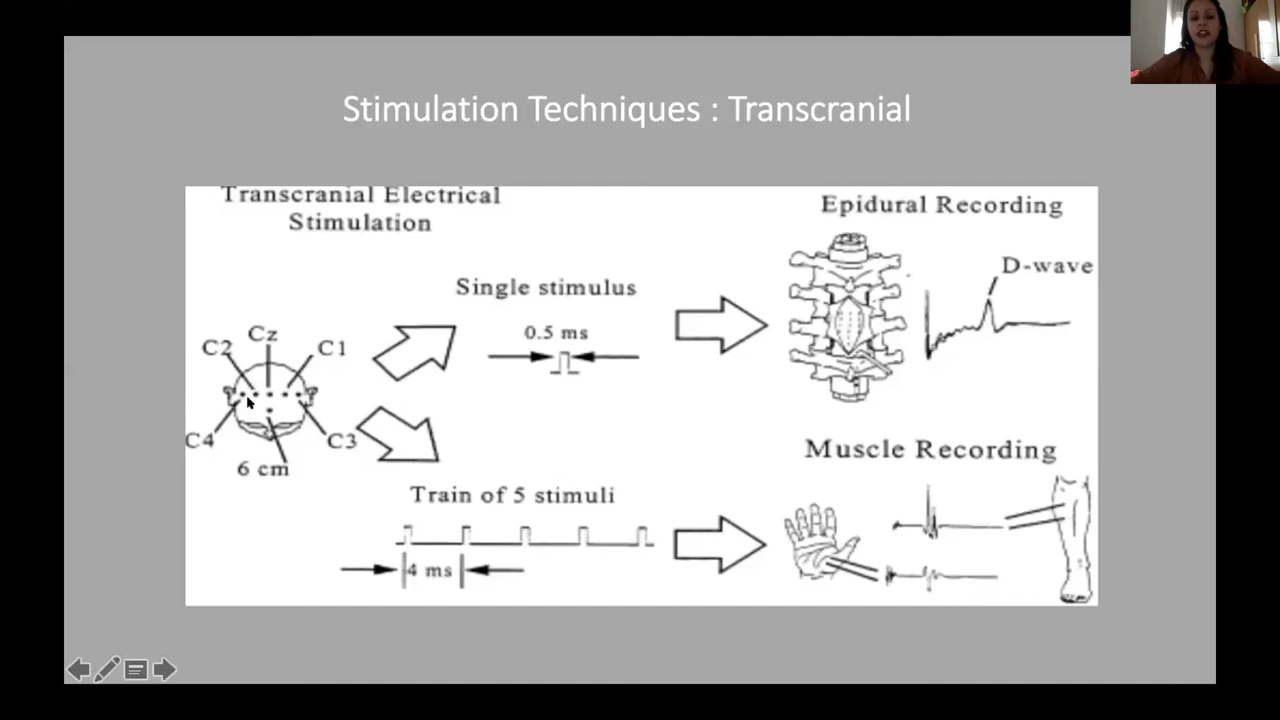 Stimulation Techniques : Transcranial
Transcranial Electrical
Stimulation
Epidural Recording
D-wave
Single stimulus
0.5 ms
Cz
C2
C1
C4
C3
6 cm
Muscle Recording
Train of 5 stimuli
4 ms